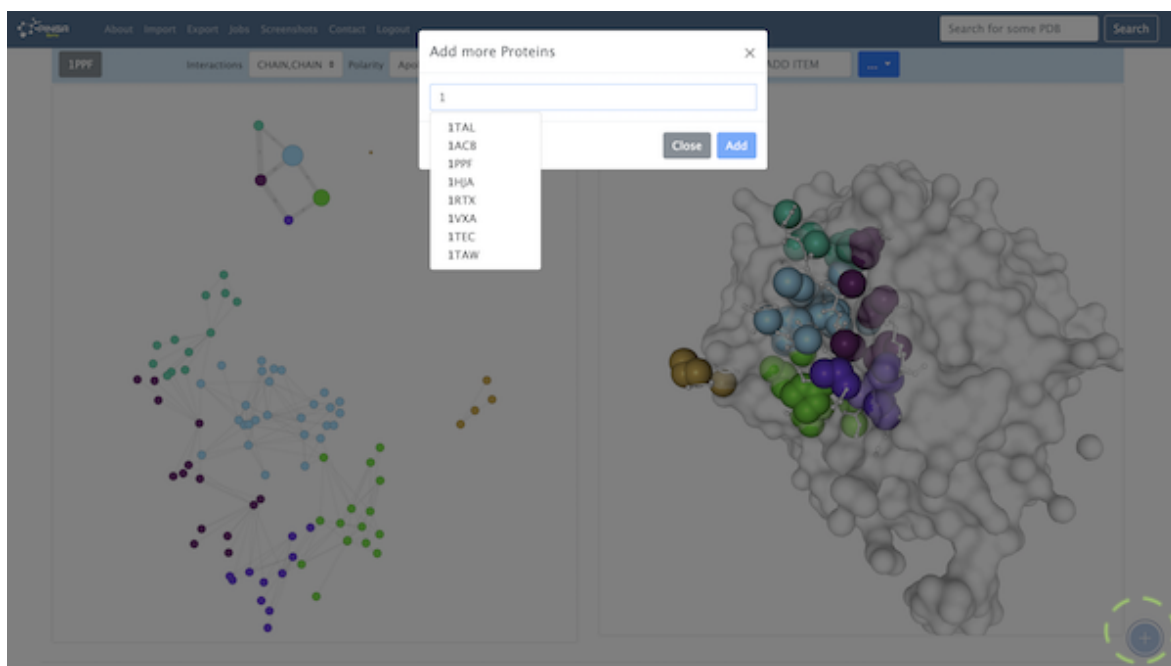 About Import Export Jobs Screenshots Contact Logout
Search for some PDB Search
1PPF Interactions CHAIN,CHAIN Polarity ADD ITEM ...
Add more Proteins ×
1
1TAL
1ACB
1PPF
1HJA
1RTX
1VXA
1TEC
1TAW
Close Add
+